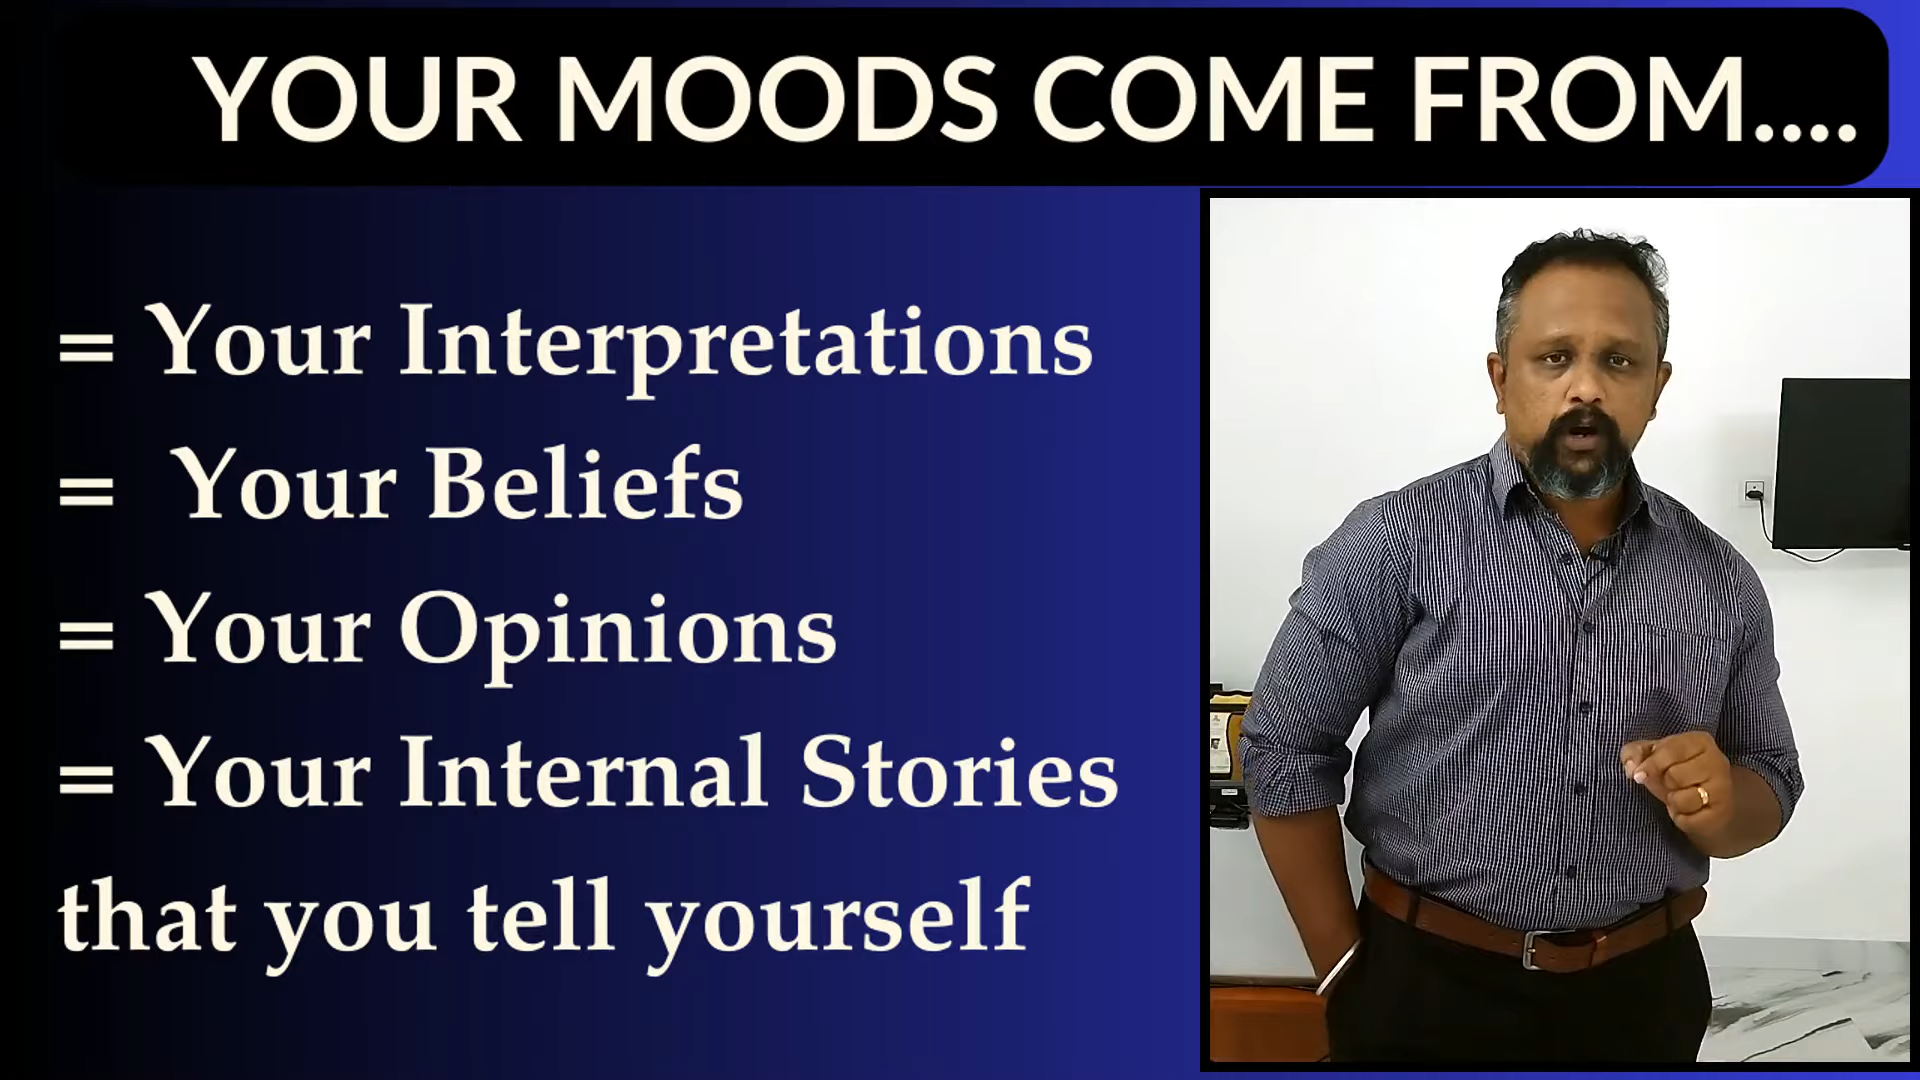 YOUR MOODS COME FROM....
= Your Interpretations
= Your Beliefs
= Your Opinions
= Your Internal Stories
that you tell yourself